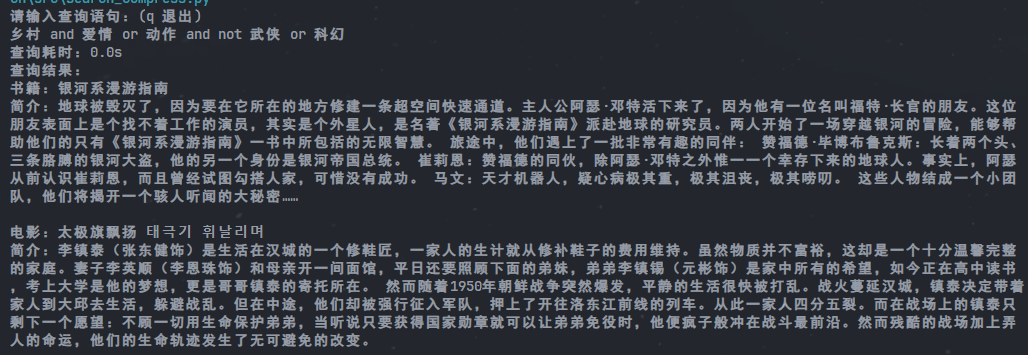 on\src\search_compress.py
请输入查询语句：（q 退出）
乡村 and 爱情 or 动作 and not 武侠 or 科幻
查询耗时: 0.0s
查询结果：
书籍：银河系漫游指南
简介：地球被毁灭了，因为要在它所在的地方修建一条超空间快速通道。主人公阿瑟·邓特活下来了，因为他有一位名叫福特·长官的朋友。这位
朋友表面上是个找不着工作的演员，其实是个外星人，是名著《银河系漫游指南》派赴地球的研究员。两人开始了一场穿越银河的冒险，能够帮
助他们的只有《银河系漫游指南》一书中所包括的无限智慧。 旅途中，他们遇上了一批非常有趣的同伴： 赞福德·毕博布鲁克斯：长着两个头、
三条胳膊的银河大盗，他的另一个身份是银河帝国总统。 崔莉恩：赞福德的同伙，除阿瑟·邓特之外惟一一个幸存下来的地球人。事实上，阿瑟
从前认识崔莉恩，而且曾经试图勾搭人家，可惜没有成功。 马文：天才机器人，疑心病极其重，极其沮丧，极其唠叨。 这些人物结成一个小团
队，他们将揭开一个骇人听闻的大秘密……
电影：太极旗飘扬 태극기 휘날리며
简介：李镇泰（张东健饰）是生活在汉城的一个修鞋匠，一家人的生计就从修补鞋子的费用维持。虽然物质并不富裕，这却是一个十分温馨完整
的家庭。妻子李英顺（李恩珠饰）和母亲开一间面馆，平日还要照顾下面的弟妹，弟弟李镇锡（元彬饰）是家中所有的希望，如今正在高中读书
，考上大学是他的梦想，更是哥哥镇泰的寄托所在。 然而随着1950年朝鲜战争突然爆发，平静的生活很快被打乱。战火蔓延汉城，镇泰决定带着
家人到大邱去生活，躲避战乱。但在中途，他们却被强行征入军队，押上了开往洛东江前线的列车。从此一家人四分五裂。而在战场上的镇泰只
剩下一个愿望：不顾一切用生命保护弟弟，当听说只要获得国家勋章就可以让弟弟免役时，他便疯子般冲在战斗最前沿。然而残酷的战场加上弄
人的命运，他们的生命轨迹发生了无可避免的改变。